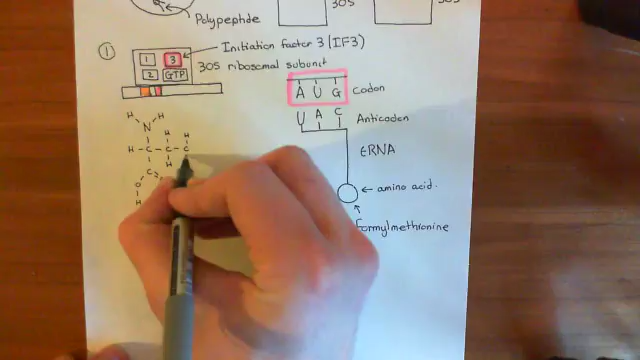 Polypeptide
30S
30S
① Initiation factor 3 (IF3)
1 3
2 GTP
30S ribosomal subunit
A U G Codon
U A C Anticodon
tRNA
amino acid.
formylmethionine
H H
N H H
H - C - C - C
C H
O
H